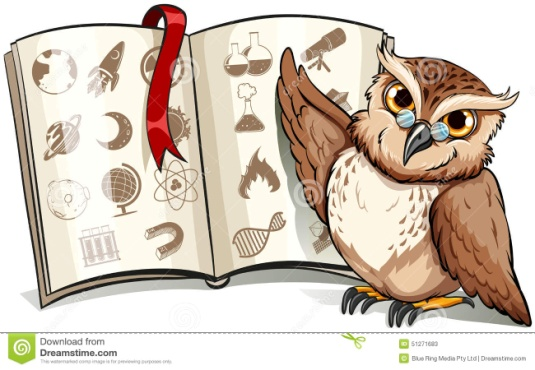 Download from
Dreamstime.com
This watermarked comp image is for previewing purposes only.
51271683
Blue Ring Media Pty Ltd | Dreamstime.com